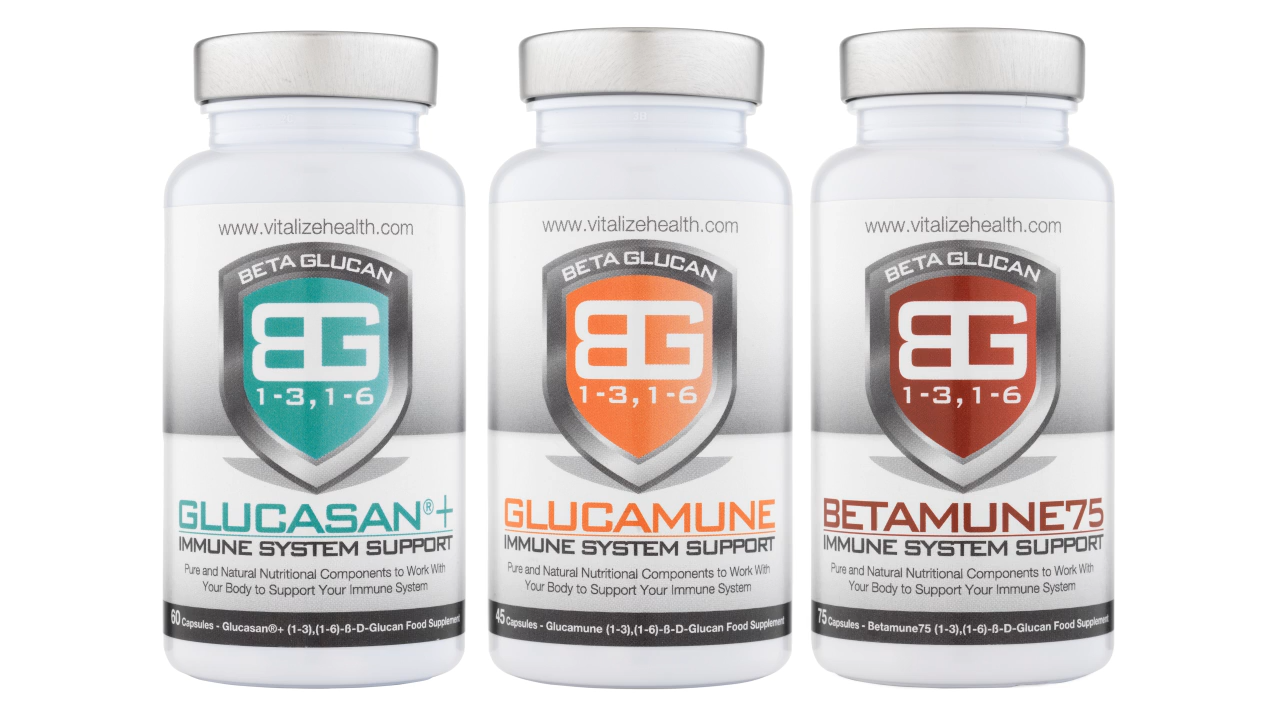 www.vitalizehealth.com
BETA GLUCAN
BG
1-3, 1-6
GLUCASAN®+
IMMUNE SYSTEM SUPPORT
Pure and Natural Nutritional Components to Work With
Your Body to Support Your Immune System
60 Capsules - Glucasan®+ (1-3),(1-6)-ß-D-Glucan Food Supplement
www.vitalizehealth.com
BETA GLUCAN
BG
1-3, 1-6
GLUCAMUNE
IMMUNE SYSTEM SUPPORT
Pure and Natural Nutritional Components to Work With
Your Body to Support Your Immune System
45 Capsules - Glucamune (1-3),(1-6)-ß-D-Glucan Food Supplement
www.vitalizehealth.com
BETA GLUCAN
BG
1-3, 1-6
BETAMUNE75
IMMUNE SYSTEM SUPPORT
Pure and Natural Nutritional Components to Work With
Your Body to Support Your Immune System
75 Capsules - Betamune75 (1-3),(1-6)-ß-D-Glucan Food Supplement